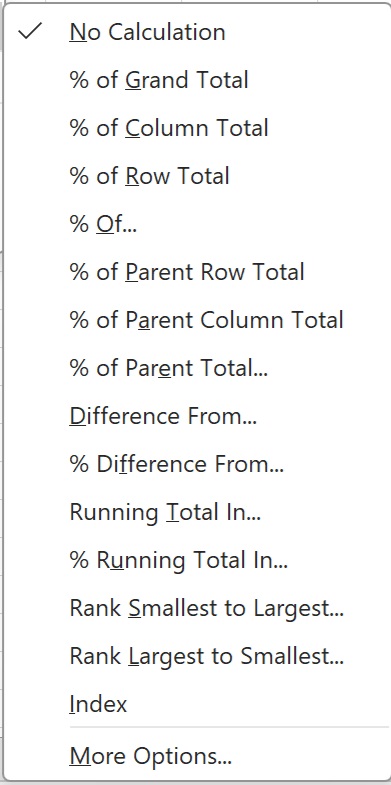 No Calculation
% of Grand Total
% of Column Total
% of Row Total
% Of...
% of Parent Row Total
% of Parent Column Total
% of Parent Total...
Difference From...
% Difference From...
Running Total In...
% Running Total In...
Rank Smallest to Largest...
Rank Largest to Smallest...
Index
More Options...